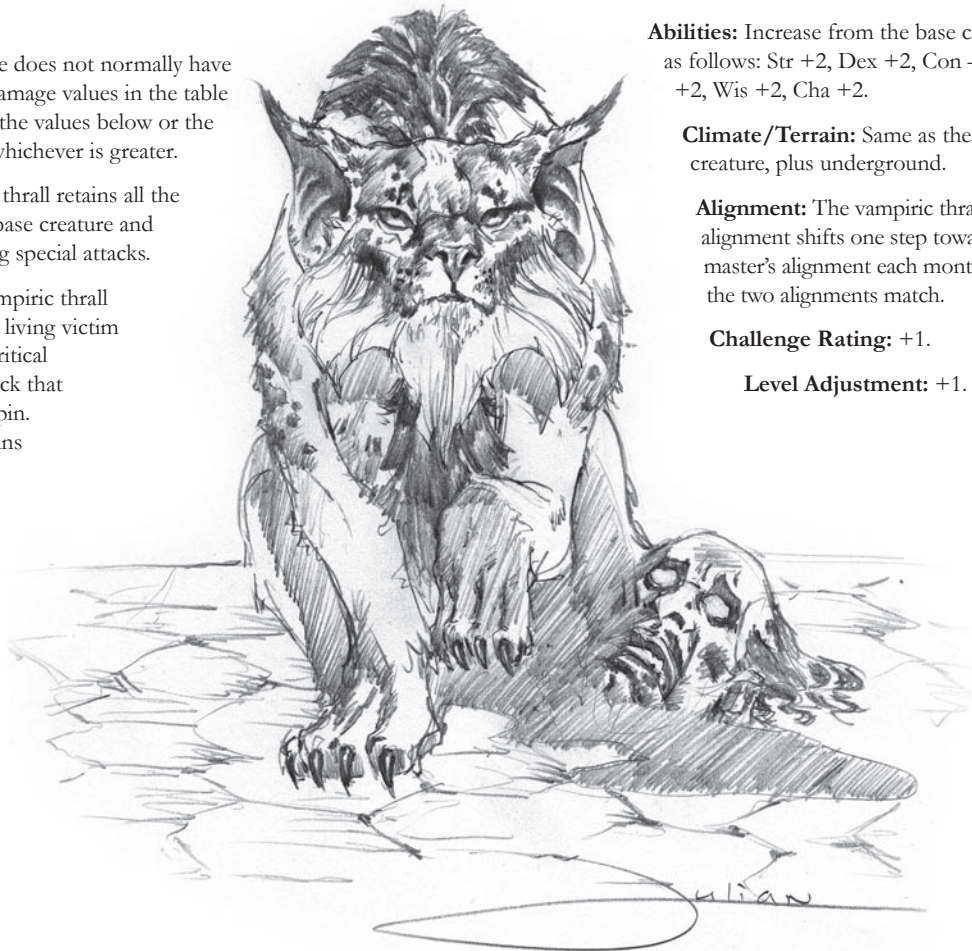 e does not normally have
amage values in the table
the values below or the
whichever is greater.
thrall retains all the
base creature and
g special attacks.
mpiric thrall
living victim
ritical
ck that
pin.
ns
Abilities: Increase from the base c
as follows: Str +2, Dex +2, Con –
+2, Wis +2, Cha +2.
Climate/Terrain: Same as the
creature, plus underground.
Alignment: The vampiric thra
alignment shifts one step towa
master’s alignment each mont
the two alignments match.
Challenge Rating: +1.
Level Adjustment: +1.
Julian